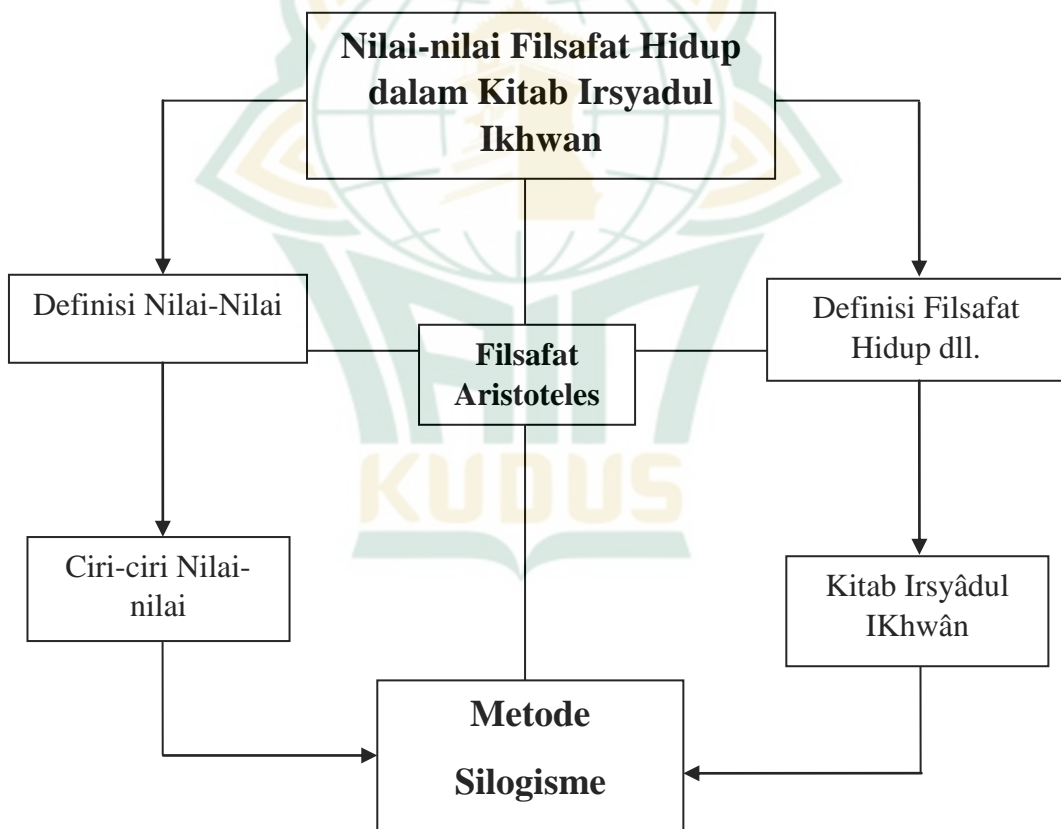 Nilai-nilai Filsafat Hidup
dalam Kitab Irsyadul
Ikhwan
Definisi Nilai-Nilai
Filsafat
Aristoteles
Definisi Filsafat
Hidup dll.
KUDUS
Ciri-ciri Nilai-
nilai
Kitab Irsyâdul
IKhwân
Metode
Silogisme